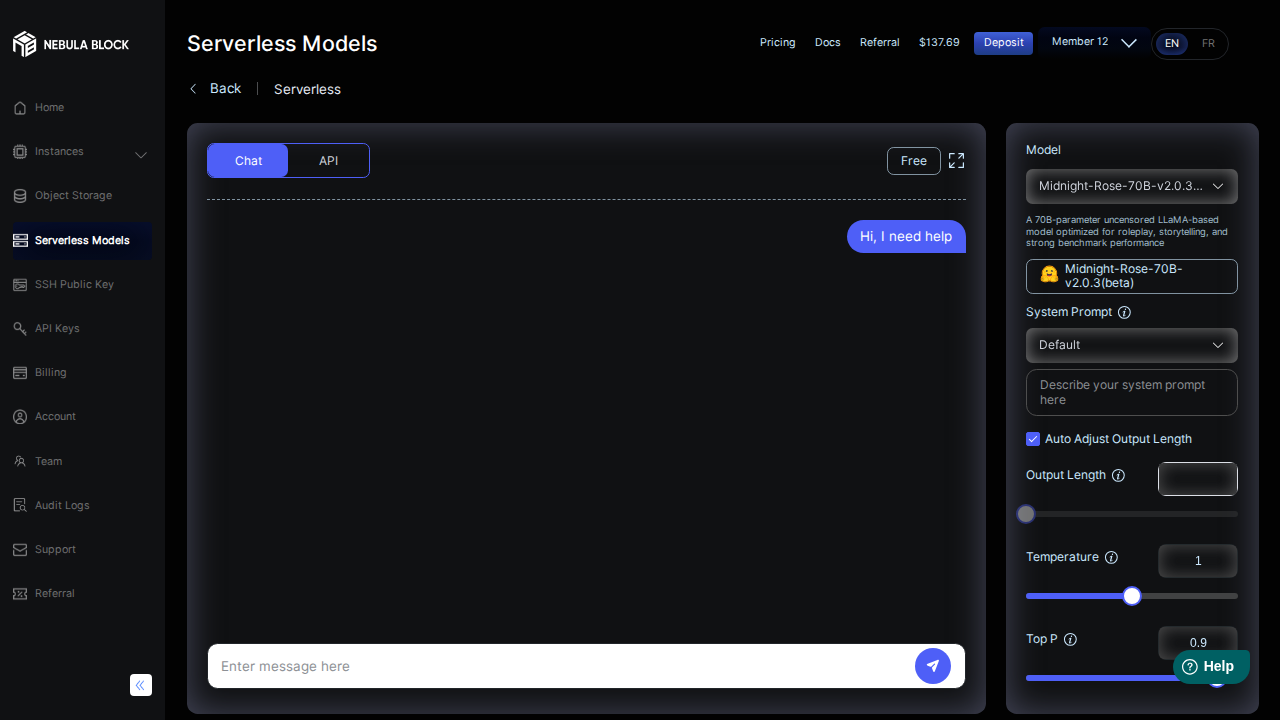 NEBULA BLOCK
Home
Instances
Object Storage
Serverless Models
SSH Public Key
API Keys
Billing
Account
Team
Audit Logs
Support
Referral
Serverless Models
Pricing Docs Referral $137.69 Deposit Member 12 EN FR
Back Serverless
Chat API Free
Hi, I need help
Enter message here
Model
Midnight-Rose-70B-v2.0.3...
A 70B-parameter uncensored LLaMA-based
model optimized for roleplay, storytelling, and
strong benchmark performance
Midnight-Rose-70B-
v2.0.3(beta)
System Prompt
Default
Describe your system prompt
here
Auto Adjust Output Length
Output Length
Temperature 1
Top P 0.9
Help